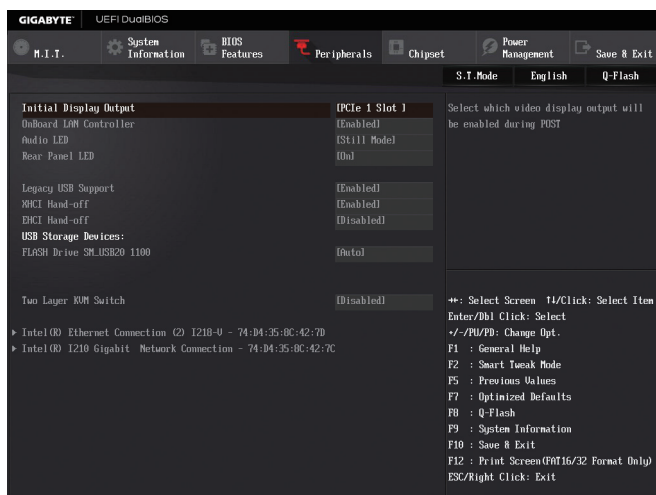 GIGABYTE™ UEFI DualBIOS
M.I.T.
System Information
BIOS Features
Peripherals
Chipset
Power Management
Save & Exit
S.T.Mode English Q-Flash
Initial Display Output [PCIe 1 Slot ]
OnBoard LAN Controller [Enabled]
Audio LED [Still Mode]
Rear Panel LED [On]
Legacy USB Support [Enabled]
XHCI Hand-off [Enabled]
EHCI Hand-off [Disabled]
USB Storage Devices:
FLASH Drive SM_USB20 1100 [Auto]
Two Layer KVM Switch [Disabled]
▶ Intel(R) Ethernet Connection (2) I218-V - 74:D4:35:8C:42:7D
▶ Intel(R) I210 Gigabit Network Connection - 74:D4:35:8C:42:7C
Select which video display output will
be enabled during POST
→←: Select Screen ↑↓/Click: Select Item
Enter/Dbl Click: Select
+/-/PU/PD: Change Opt.
F1 : General Help
F2 : Smart Tweak Mode
F5 : Previous Values
F7 : Optimized Defaults
F8 : Q-Flash
F9 : System Information
F10 : Save & Exit
F12 : Print Screen(FAT16/32 Format Only)
ESC/Right Click: Exit